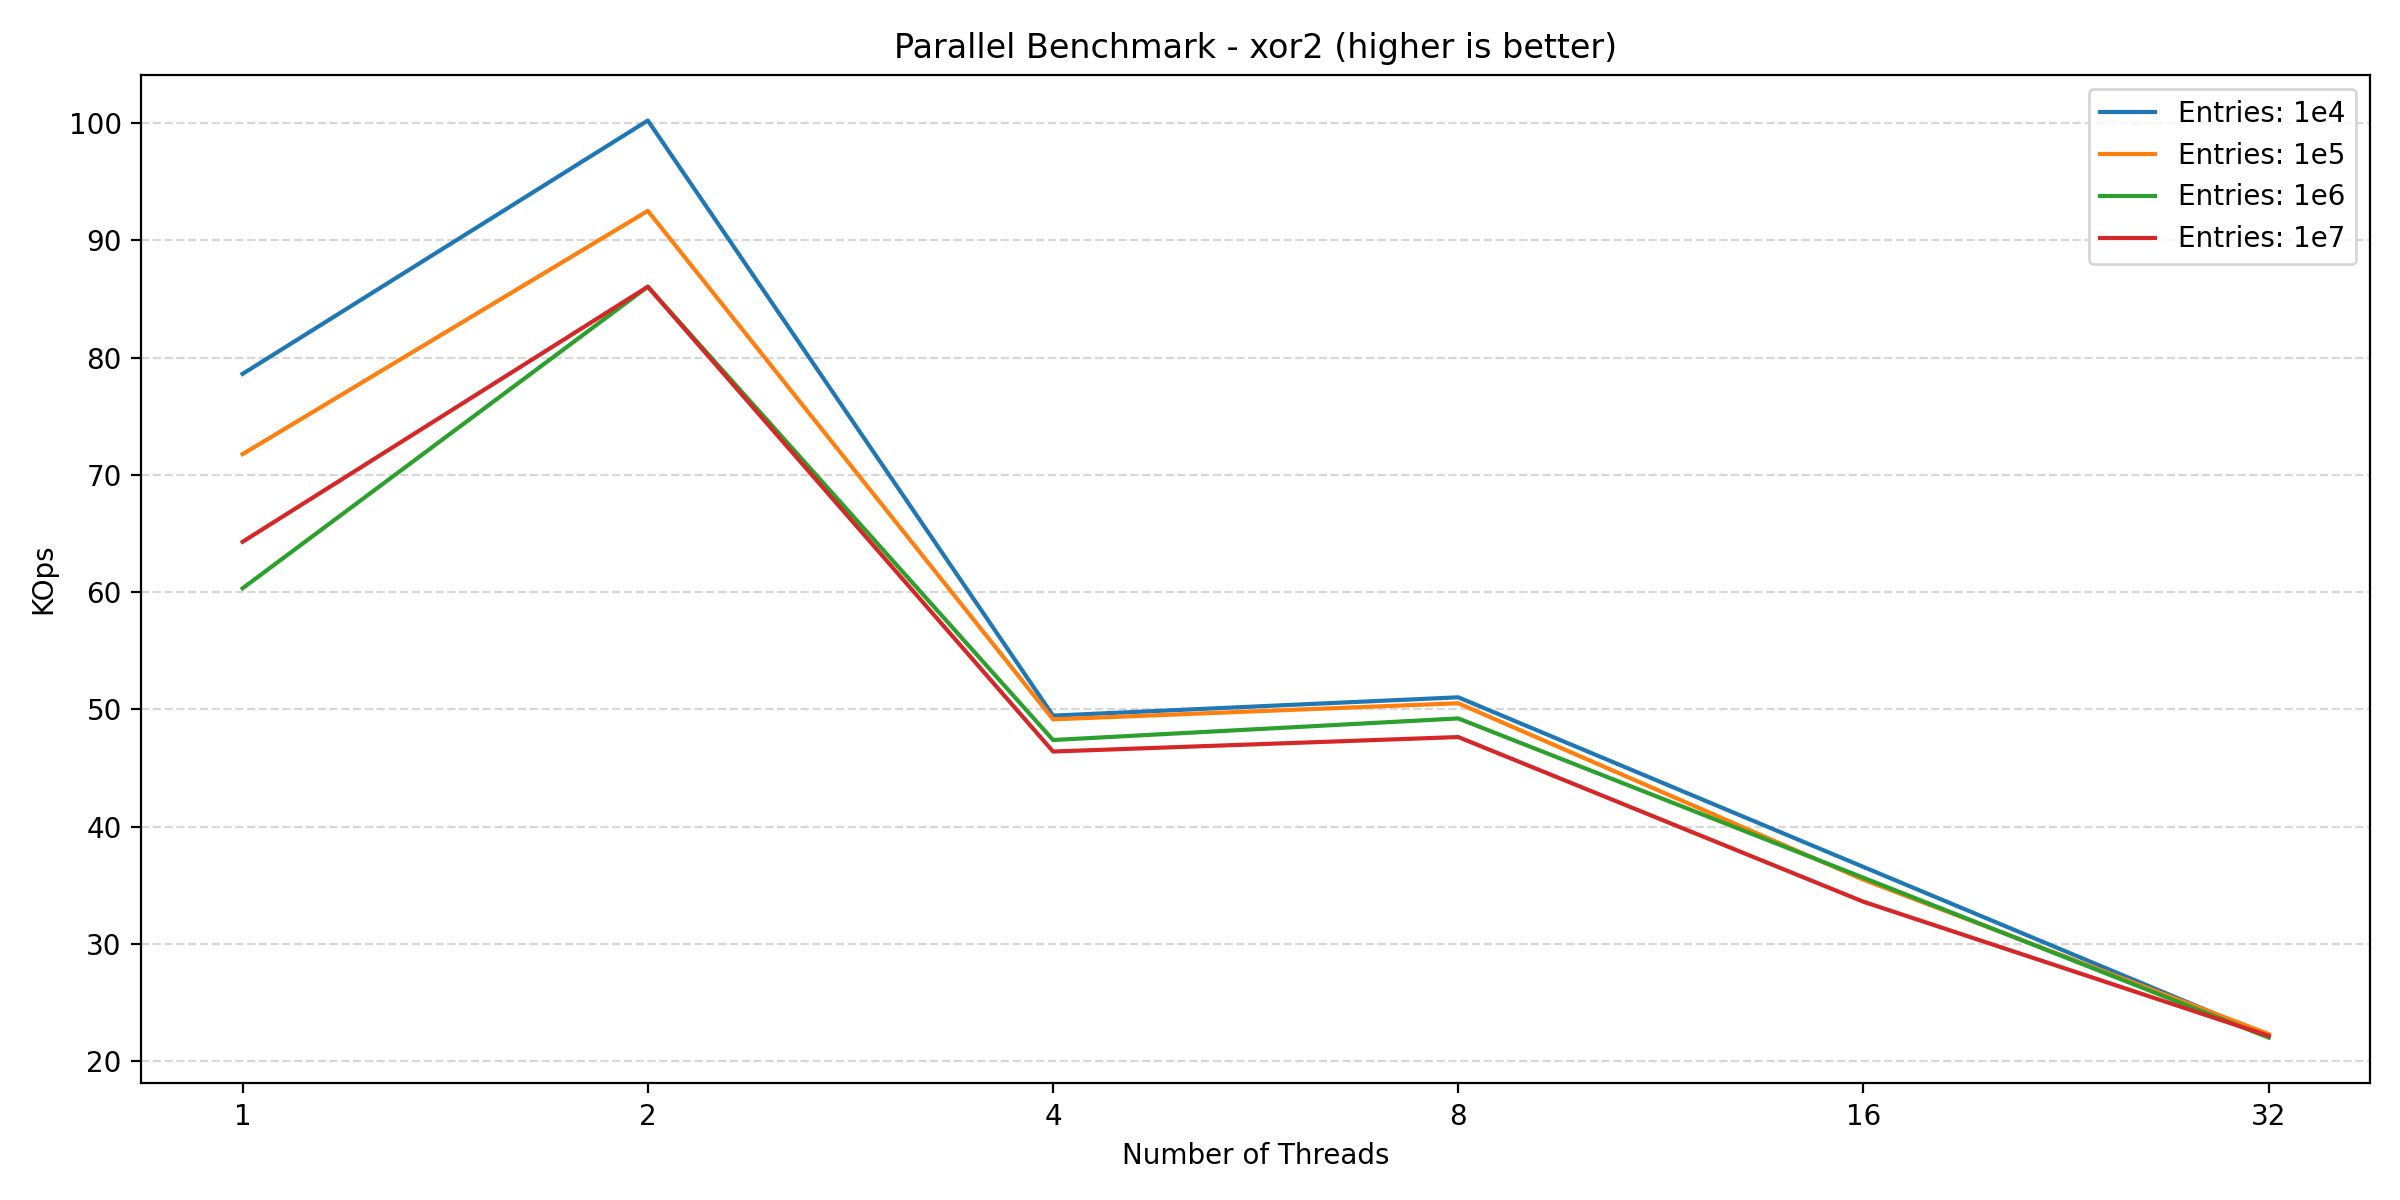 Parallel Benchmark - xor2 (higher is better)
100
90
80
70
60
50
40
30
20
KOps
1 2 4 8 16 32
Number of Threads
Entries: 1e4
Entries: 1e5
Entries: 1e6
Entries: 1e7